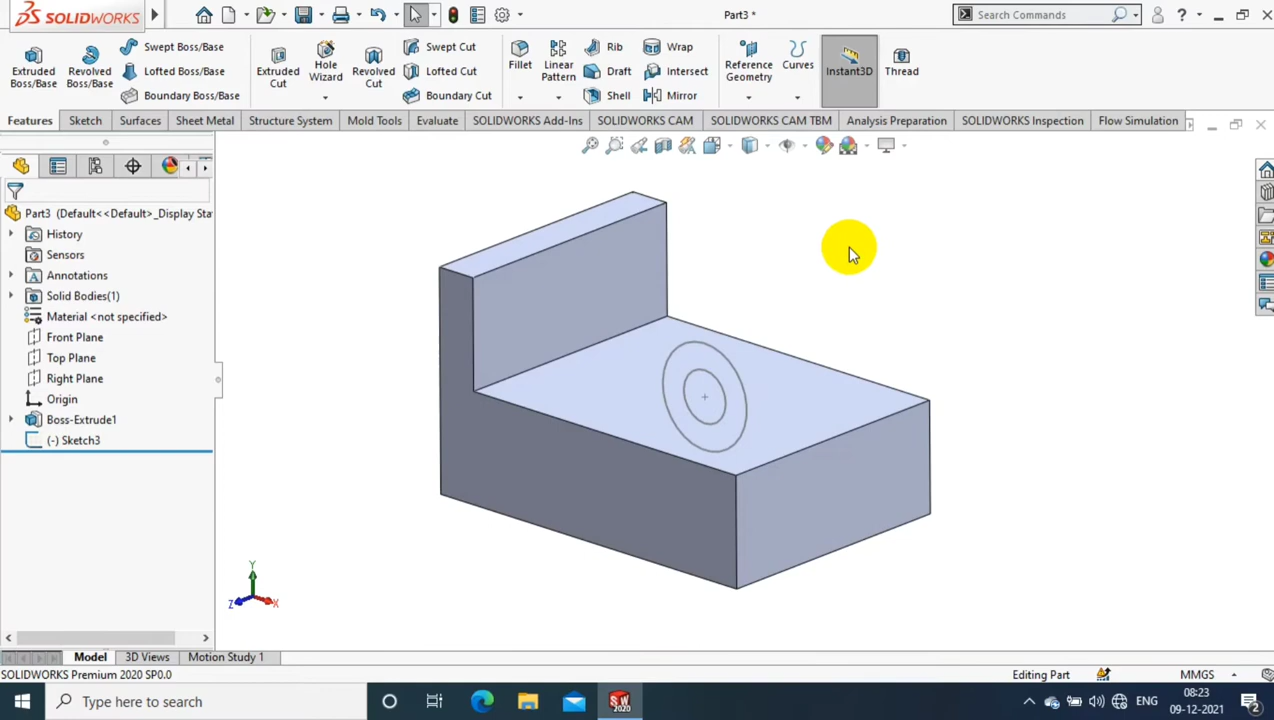 SOLIDWORKS
Part3 *
Search Commands
?
Extruded Boss/Base
Revolved Boss/Base
Swept Boss/Base
Lofted Boss/Base
Boundary Boss/Base
Extruded Cut
Hole Wizard
Revolved Cut
Swept Cut
Lofted Cut
Boundary Cut
Fillet
Linear Pattern
Rib
Draft
Shell
Wrap
Intersect
Mirror
Reference Geometry
Curves
Instant3D
Thread
Features Sketch Surfaces Sheet Metal Structure System Mold Tools Evaluate SOLIDWORKS Add-Ins SOLIDWORKS CAM SOLIDWORKS CAM TBM Analysis Preparation SOLIDWORKS Inspection Flow Simulation
Part3 (Default<<Default>_Display Sta
History
Sensors
Annotations
Solid Bodies(1)
Material <not specified>
Front Plane
Top Plane
Right Plane
Origin
Boss-Extrude1
(-) Sketch3
Y
Z
X
Model 3D Views Motion Study 1
SOLIDWORKS Premium 2020 SP0.0
Editing Part
MMGS
Type here to search
SW
2020
ENG
08:23
09-12-2021
2